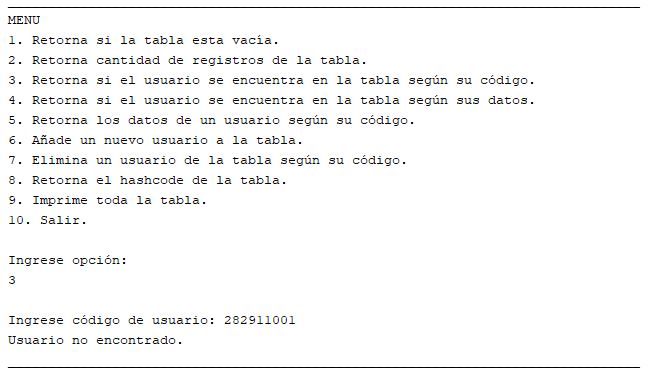 MENU
1. Retorna si la tabla esta vacía.
2. Retorna cantidad de registros de la tabla.
3. Retorna si el usuario se encuentra en la tabla según su código.
4. Retorna si el usuario se encuentra en la tabla según sus datos.
5. Retorna los datos de un usuario según su código.
6. Añade un nuevo usuario a la tabla.
7. Elimina un usuario de la tabla según su código.
8. Retorna el hashcode de la tabla.
9. Imprime toda la tabla.
10. Salir.
Ingrese opción:
3
Ingrese código de usuario: 282911001
Usuario no encontrado.